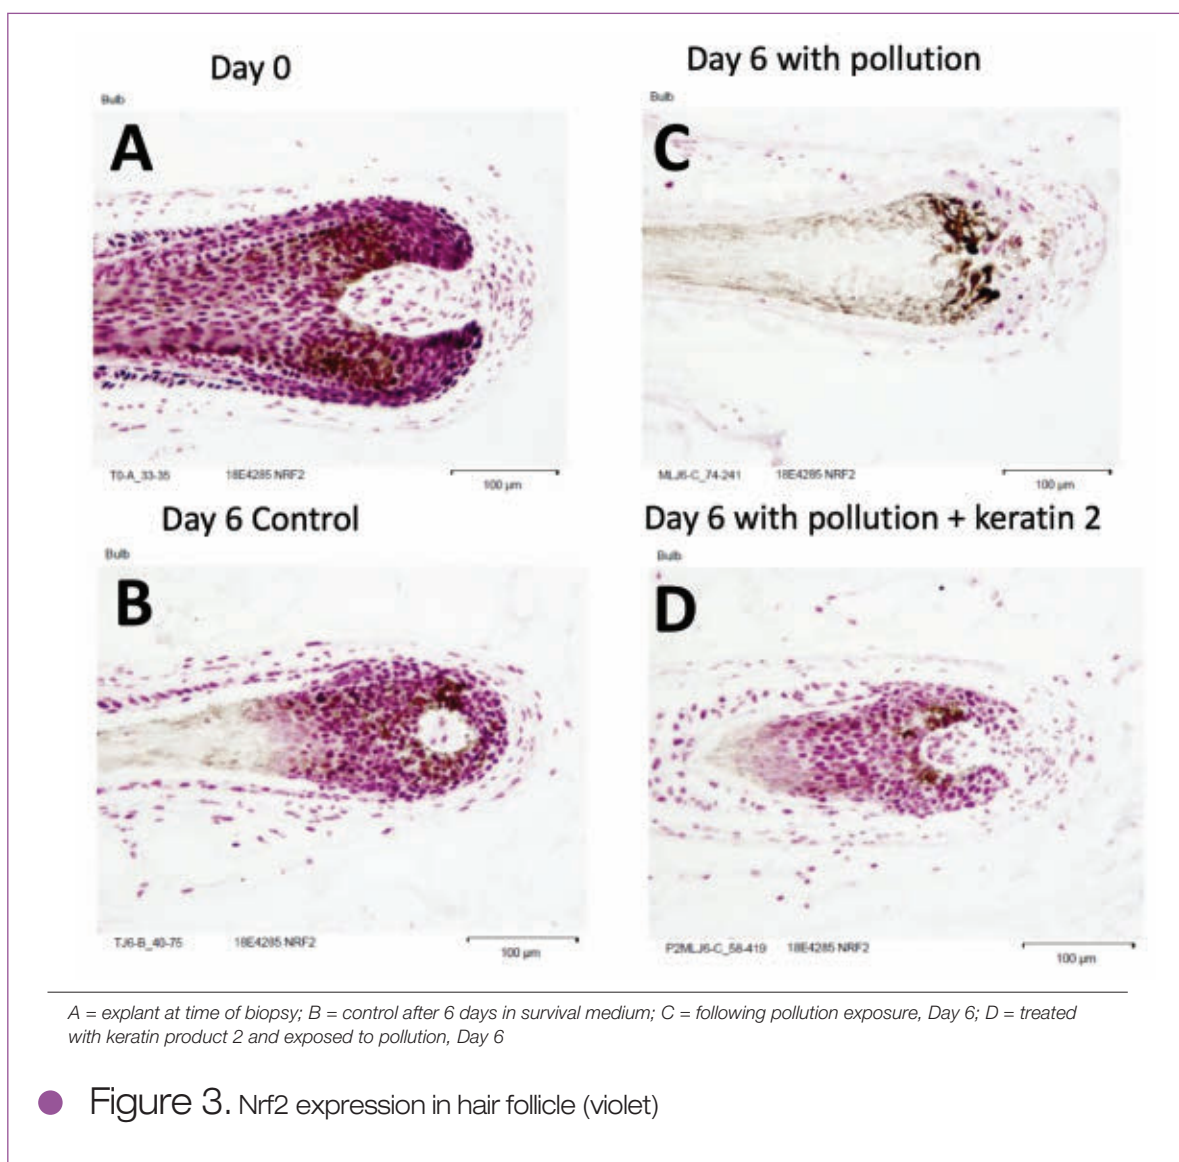 Day 0
Bulb
A
T0-A_33-35 18E4285 NRF2
100 µm
Day 6 with pollution
Bulb
C
MLJ6-C_74-241 18E4285 NRF2
100 µm
Day 6 Control
Bulb
B
TJ6-B_40-75 18E4285 NRF2
100 µm
Day 6 with pollution + keratin 2
Bulb
D
P2MLJ6-C_58-419 18E4285 NRF2
100 µm
A = explant at time of biopsy; B = control after 6 days in survival medium; C = following pollution exposure, Day 6; D = treated
with keratin product 2 and exposed to pollution, Day 6
Figure 3. Nrf2 expression in hair follicle (violet)